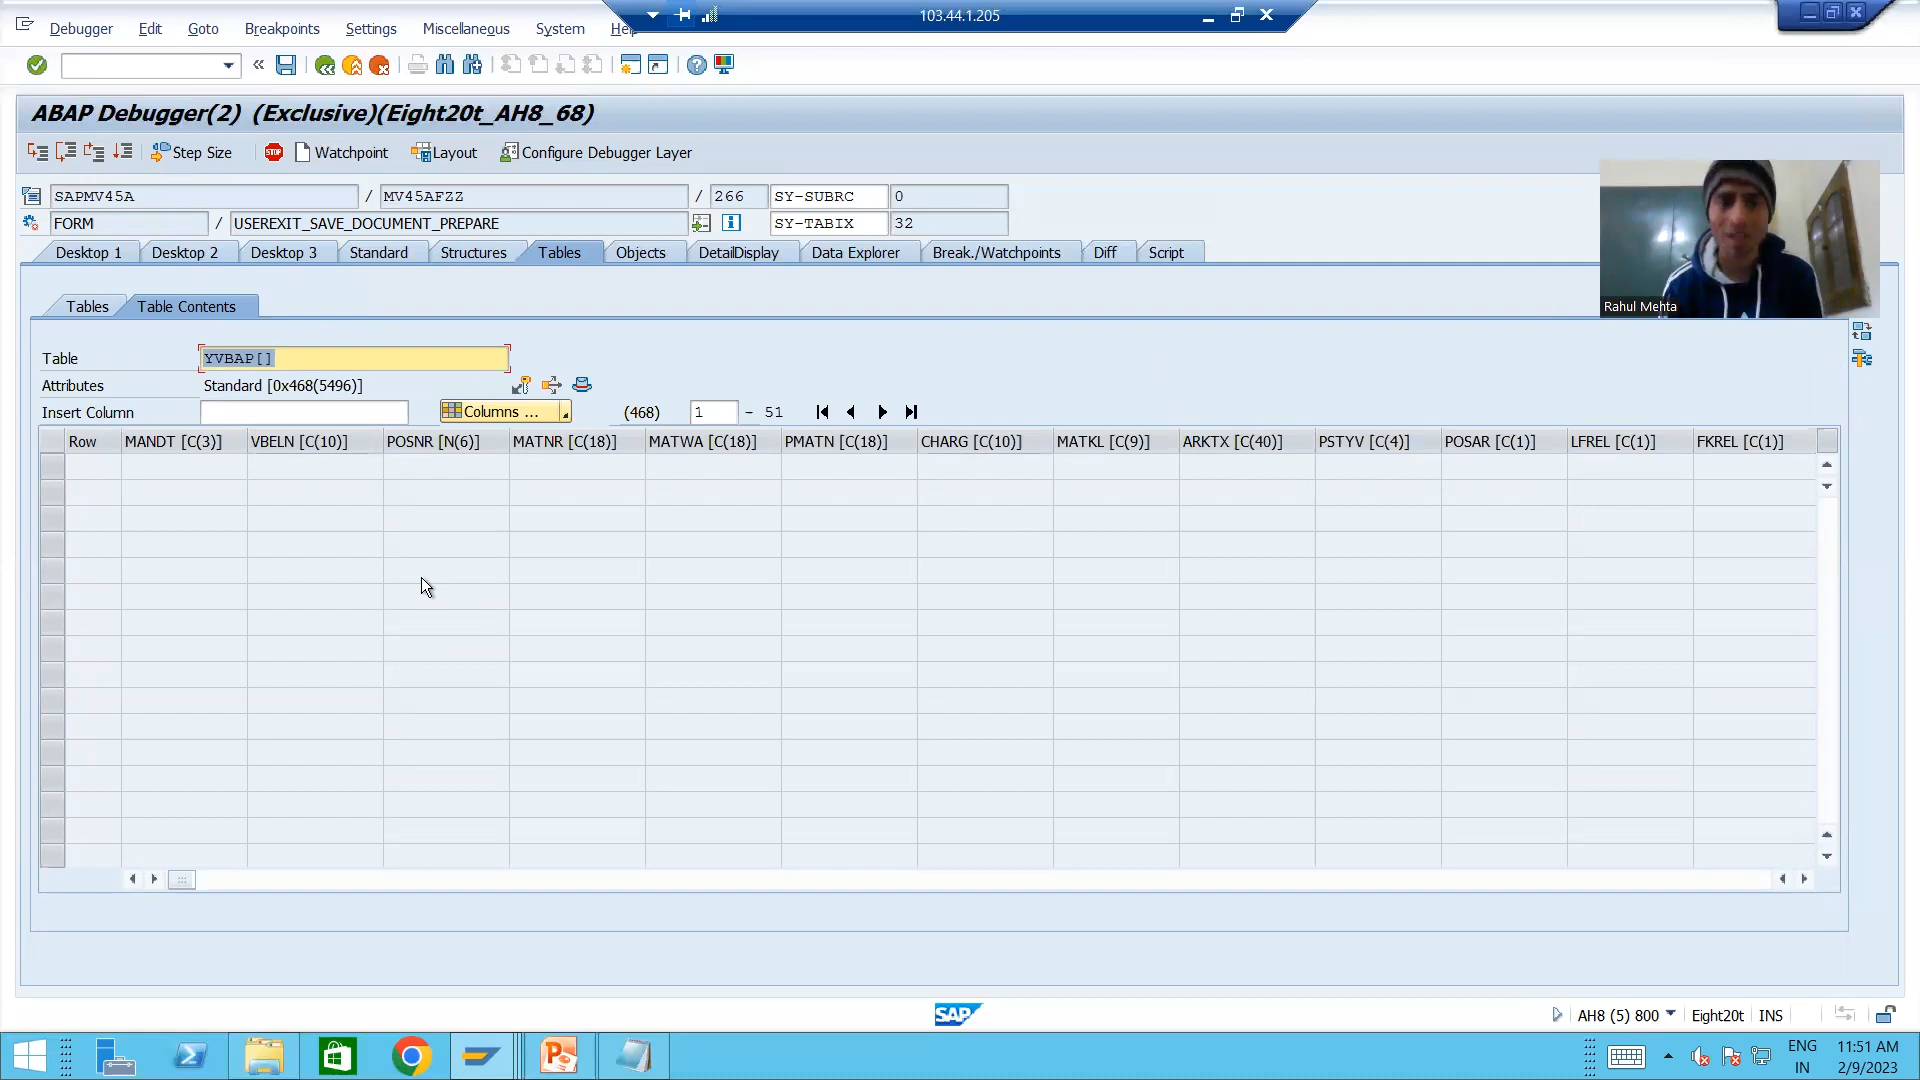 103.44.1.205
Debugger Edit Goto Breakpoints Settings Miscellaneous System Help
ABAP Debugger(2) (Exclusive)(Eight20t_AH8_68)
STOP
Step Size Watchpoint Layout Configure Debugger Layer
SAPMV45A / MV45AFZZ / 266 SY-SUBRC 0
FORM / USEREXIT_SAVE_DOCUMENT_PREPARE SY-TABIX 32
Desktop 1 Desktop 2 Desktop 3 Standard Structures Tables Objects DetailDisplay Data Explorer Break./Watchpoints Diff Script
Rahul Mehta
Tables Table Contents
Table YVBAP[]
Attributes Standard [0x468(5496)]
Insert Column Columns ... (468) 1 - 51
Row MANDT [C(3)] VBELN [C(10)] POSNR [N(6)] MATNR [C(18)] MATWA [C(18)] PMATN [C(18)] CHARG [C(10)] MATKL [C(9)] ARKTX [C(40)] PSTYV [C(4)] POSAR [C(1)] LFREL [C(1)] FKREL [C(1)]
SAP
AH8 (5) 800 Eight20t INS
ENG 11:51 AM
IN 2/9/2023